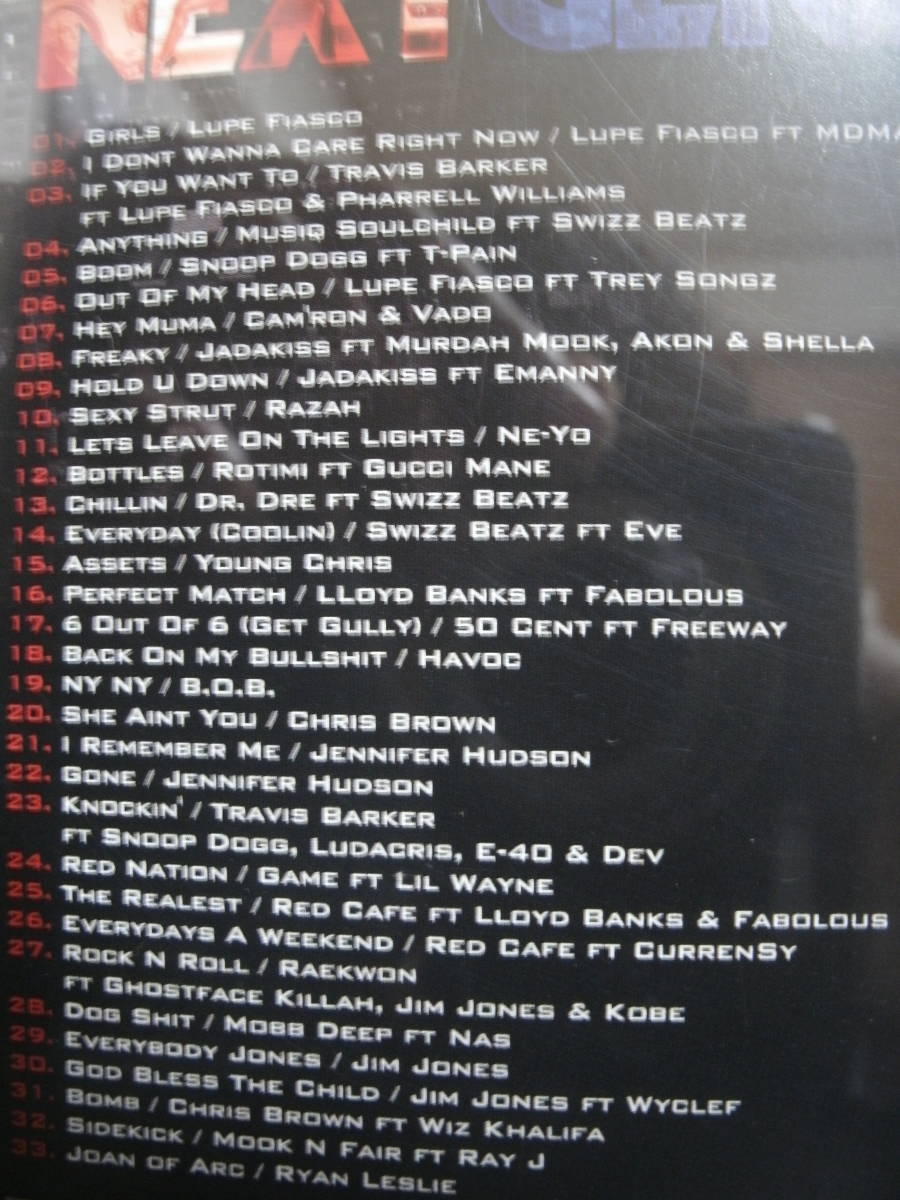 NEXT GEN
01. GIRLS / LUPE FIASCO
02. I DONT WANNA CARE RIGHT NOW / LUPE FIASCO FT MDMA
03. IF YOU WANT TO / TRAVIS BARKER
FT LUPE FIASCO & PHARRELL WILLIAMS
04. ANYTHING / MUSIQ SOULCHILD FT SWIZZ BEATZ
05. BOOM / SNOOP DOGG FT T-PAIN
06. OUT OF MY HEAD / LUPE FIASCO FT TREY SONGZ
07. HEY MUMA / CAM'RON & VADO
08. FREAKY / JADAKISS FT MURDAH MOOK, AKON & SHELLA
09. HOLD U DOWN / JADAKISS FT EMANNY
10. SEXY STRUT / RAZAH
11. LETS LEAVE ON THE LIGHTS / NE-YO
12. BOTTLES / ROTIMI FT GUCCI MANE
13. CHILLIN / DR. DRE FT SWIZZ BEATZ
14. EVERYDAY (COOLIN) / SWIZZ BEATZ FT EVE
15. ASSETS / YOUNG CHRIS
16. PERFECT MATCH / LLOYD BANKS FT FABOLOUS
17. 6 OUT OF 6 (GET GULLY) / 50 CENT FT FREEWAY
18. BACK ON MY BULLSHIT / HAVOC
19. NY NY / B.O.B.
20. SHE AINT YOU / CHRIS BROWN
21. I REMEMBER ME / JENNIFER HUDSON
22. GONE / JENNIFER HUDSON
23. KNOCKIN' / TRAVIS BARKER
FT SNOOP DOGG, LUDACRIS, E-40 & DEV
24. RED NATION / GAME FT LIL WAYNE
25. THE REALEST / RED CAFE FT LLOYD BANKS & FABOLOUS
26. EVERYDAYS A WEEKEND / RED CAFE FT CURREN$Y
27. ROCK N ROLL / RAEKWON
FT GHOSTFACE KILLAH, JIM JONES & KOBE
28. DOG SHIT / MOBB DEEP FT NAS
29. EVERYBODY JONES / JIM JONES
30. GOD BLESS THE CHILD / JIM JONES FT WYCLEF
31. BOMB / CHRIS BROWN FT WIZ KHALIFA
32. SIDEKICK / MOOK N FAIR FT RAY J
33. JOAN OF ARC / RYAN LESLIE